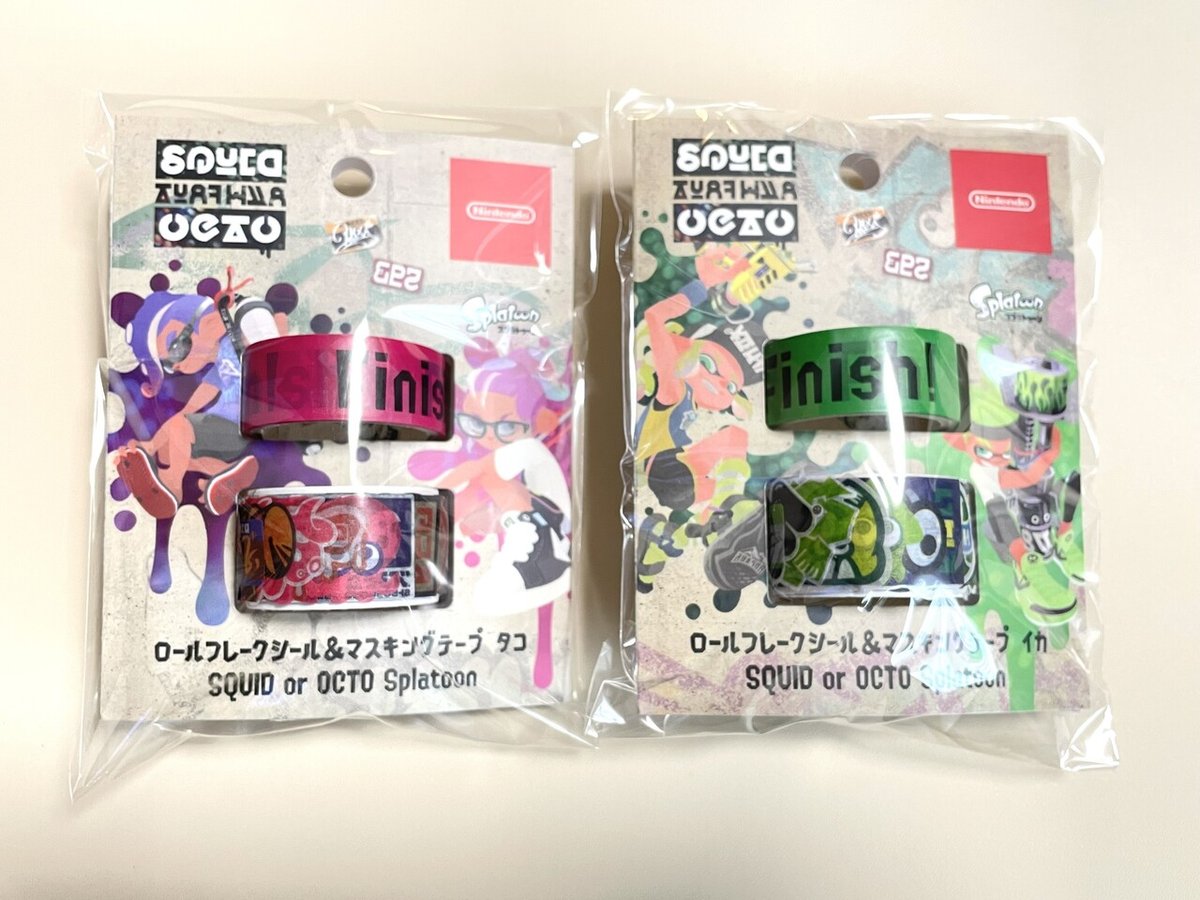 SQUID
OCTO
Nintendo
Splatoon
Finis
ロールフレークシール&マスキングテープ タコ
SQUID or OCTO Splatoon
SQUID
OCTO
Nintendo
Splatoon
Finish!
ロールフレークシール&マスキングテープ イカ
SQUID or OCTO Splatoon